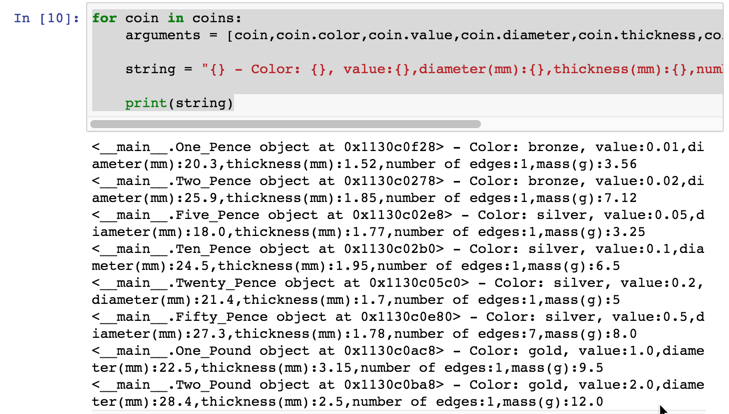 In [10]: for coin in coins:
arguments = [coin,coin.color,coin.value,coin.diameter,coin.thickness,co
string = "{} - Color: {}, value:{},diameter(mm):{},thickness(mm):{},num
print(string)
<__main__.One_Pence object at 0x1130c0f28> - Color: bronze, value:0.01,di
ameter(mm):20.3,thickness(mm):1.52,number of edges:1,mass(g):3.56
<__main__.Two_Pence object at 0x1130c0278> - Color: bronze, value:0.02,di
ameter(mm):25.9,thickness(mm):1.85,number of edges:1,mass(g):7.12
<__main__.Five_Pence object at 0x1130c02e8> - Color: silver, value:0.05,d
iameter(mm):18.0,thickness(mm):1.77,number of edges:1,mass(g):3.25
<__main__.Ten_Pence object at 0x1130c02b0> - Color: silver, value:0.1,dia
meter(mm):24.5,thickness(mm):1.95,number of edges:1,mass(g):6.5
<__main__.Twenty_Pence object at 0x1130c05c0> - Color: silver, value:0.2,
diameter(mm):21.4,thickness(mm):1.7,number of edges:1,mass(g):5
<__main__.Fifty_Pence object at 0x1130c0e80> - Color: silver, value:0.5,d
iameter(mm):27.3,thickness(mm):1.78,number of edges:7,mass(g):8.0
<__main__.One_Pound object at 0x1130c0ac8> - Color: gold, value:1.0,diame
ter(mm):22.5,thickness(mm):3.15,number of edges:1,mass(g):9.5
<__main__.Two_Pound object at 0x1130c0ba8> - Color: gold, value:2.0,diame
ter(mm):28.4,thickness(mm):2.5,number of edges:1,mass(g):12.0